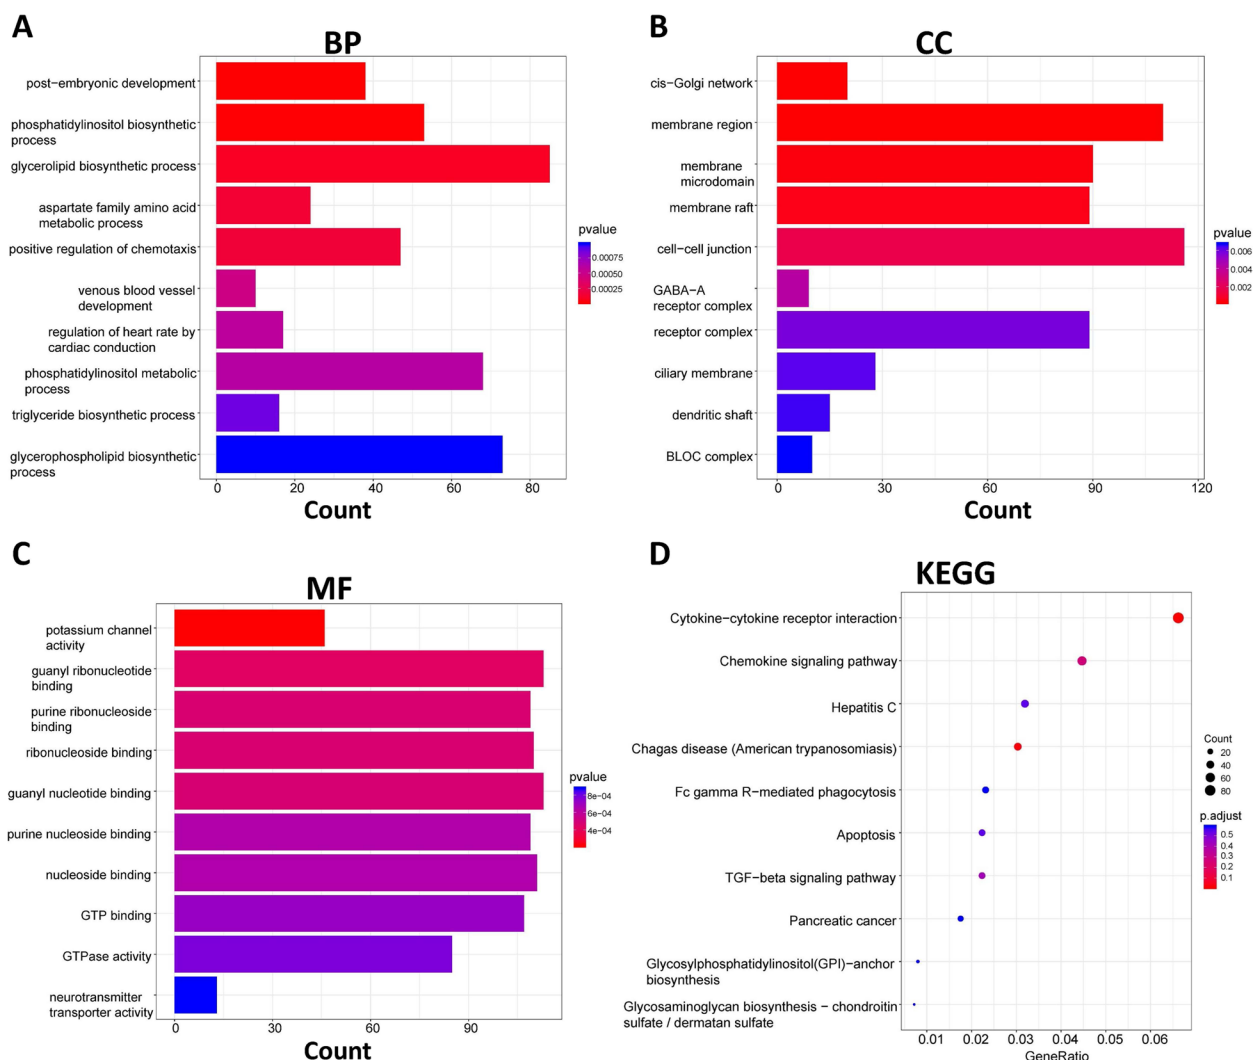 A
BP
post−embryonic development
phosphatidylinositol biosynthetic
process
glycerolipid biosynthetic process
aspartate family amino acid
metabolic process
positive regulation of chemotaxis
venous blood vessel
development
regulation of heart rate by
cardiac conduction
phosphatidylinositol metabolic
process
triglyceride biosynthetic process
glycerophospholipid biosynthetic
process
0 20 40 60 80
Count
pvalue
0.00075
0.00050
0.00025
B
CC
cis−Golgi network
membrane region
membrane
microdomain
membrane raft
cell−cell junction
GABA−A
receptor complex
receptor complex
ciliary membrane
dendritic shaft
BLOC complex
0 30 60 90 120
Count
pvalue
0.006
0.004
0.002
C
MF
potassium channel
activity
guanyl ribonucleotide
binding
purine ribonucleoside
binding
ribonucleoside binding
guanyl nucleotide binding
purine nucleoside binding
nucleoside binding
GTP binding
GTPase activity
neurotransmitter
transporter activity
0 30 60 90
Count
pvalue
8e−04
6e−04
4e−04
D
KEGG
Cytokine−cytokine receptor interaction
Chemokine signaling pathway
Hepatitis C
Chagas disease (American trypanosomiasis)
Fc gamma R−mediated phagocytosis
Apoptosis
TGF−beta signaling pathway
Pancreatic cancer
Glycosylphosphatidylinositol(GPI)−anchor
biosynthesis
Glycosaminoglycan biosynthesis − chondroitin
sulfate / dermatan sulfate
0.01 0.02 0.03 0.04 0.05 0.06
GeneRatio
Count
20
40
60
80
p.adjust
0.5
0.4
0.3
0.2
0.1